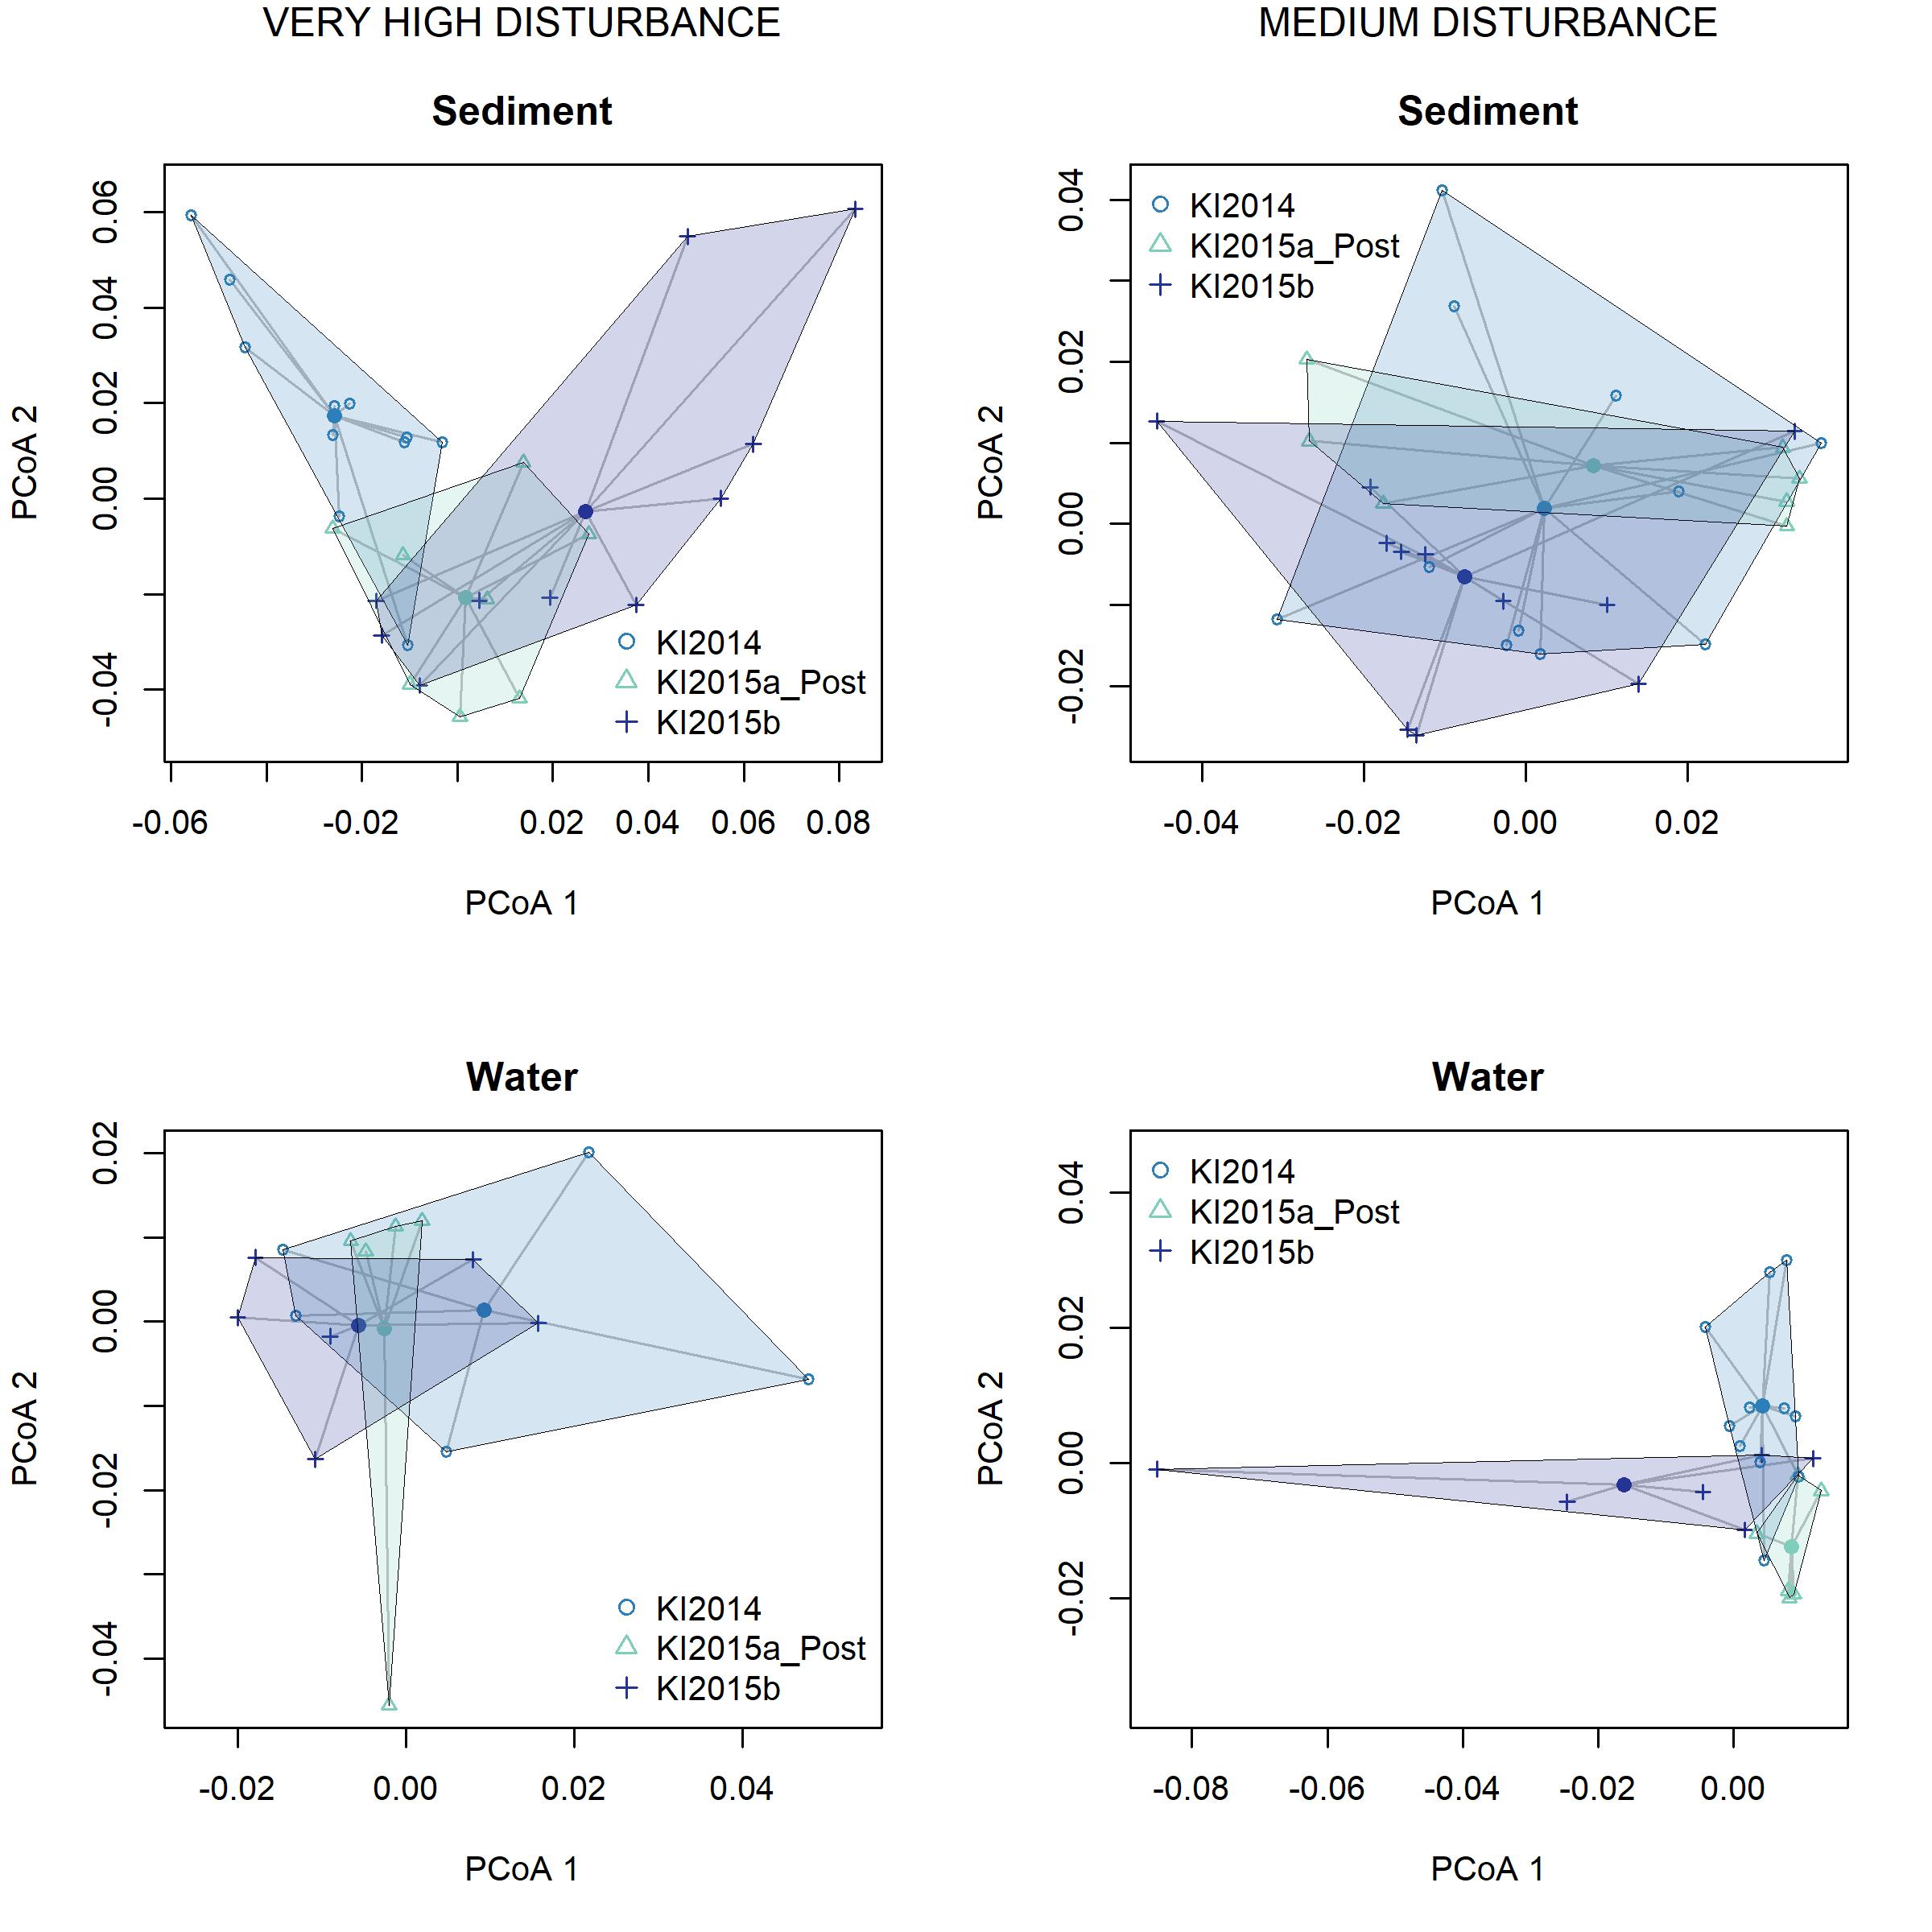 VERY HIGH DISTURBANCE
MEDIUM DISTURBANCE
Sediment
PCoA 2
0.06
0.04
0.02
0.00
-0.04
KI2014
KI2015a_Post
KI2015b
-0.06 -0.02 0.02 0.04 0.06 0.08
PCoA 1
Sediment
PCoA 2
0.04
0.02
0.00
-0.02
KI2014
KI2015a_Post
KI2015b
-0.04 -0.02 0.00 0.02
PCoA 1
Water
PCoA 2
0.02
0.00
-0.02
-0.04
KI2014
KI2015a_Post
KI2015b
-0.02 0.00 0.02 0.04
PCoA 1
Water
PCoA 2
0.04
0.02
0.00
-0.02
KI2014
KI2015a_Post
KI2015b
-0.08 -0.06 -0.04 -0.02 0.00
PCoA 1